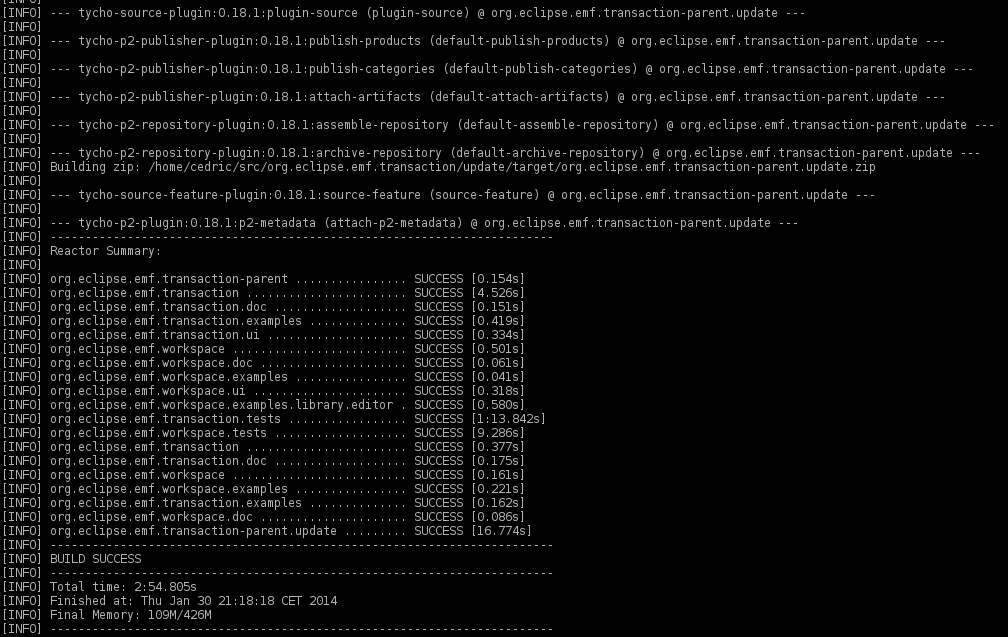 [INFO] --- tycho-source-plugin:0.18.1:plugin-source (plugin-source) @ org.eclipse.emf.transaction-parent.update ---
[INFO]
[INFO] --- tycho-p2-publisher-plugin:0.18.1:publish-products (default-publish-products) @ org.eclipse.emf.transaction-parent.update ---
[INFO]
[INFO] --- tycho-p2-publisher-plugin:0.18.1:publish-categories (default-publish-categories) @ org.eclipse.emf.transaction-parent.update ---
[INFO]
[INFO] --- tycho-p2-publisher-plugin:0.18.1:attach-artifacts (default-attach-artifacts) @ org.eclipse.emf.transaction-parent.update ---
[INFO]
[INFO] --- tycho-p2-repository-plugin:0.18.1:assemble-repository (default-assemble-repository) @ org.eclipse.emf.transaction-parent.update ---
[INFO]
[INFO] --- tycho-p2-repository-plugin:0.18.1:archive-repository (default-archive-repository) @ org.eclipse.emf.transaction-parent.update ---
[INFO] Building zip: /home/cedric/src/org.eclipse.emf.transaction/update/target/org.eclipse.emf.transaction-parent.update.zip
[INFO]
[INFO] --- tycho-source-feature-plugin:0.18.1:source-feature (source-feature) @ org.eclipse.emf.transaction-parent.update ---
[INFO]
[INFO] --- tycho-p2-plugin:0.18.1:p2-metadata (attach-p2-metadata) @ org.eclipse.emf.transaction-parent.update ---
[INFO] ------------------------------------------------------------------------
[INFO] Reactor Summary:
[INFO]
[INFO] org.eclipse.emf.transaction-parent ................ SUCCESS [0.154s]
[INFO] org.eclipse.emf.transaction ....................... SUCCESS [4.526s]
[INFO] org.eclipse.emf.transaction.doc ................... SUCCESS [0.151s]
[INFO] org.eclipse.emf.transaction.examples .............. SUCCESS [0.419s]
[INFO] org.eclipse.emf.transaction.ui .................... SUCCESS [0.334s]
[INFO] org.eclipse.emf.workspace ......................... SUCCESS [0.501s]
[INFO] org.eclipse.emf.workspace.doc ..................... SUCCESS [0.061s]
[INFO] org.eclipse.emf.workspace.examples ................ SUCCESS [0.041s]
[INFO] org.eclipse.emf.workspace.ui ...................... SUCCESS [0.318s]
[INFO] org.eclipse.emf.workspace.examples.library.editor . SUCCESS [0.580s]
[INFO] org.eclipse.emf.transaction.tests ................. SUCCESS [1:13.842s]
[INFO] org.eclipse.emf.workspace.tests ................... SUCCESS [9.286s]
[INFO] org.eclipse.emf.transaction ....................... SUCCESS [0.377s]
[INFO] org.eclipse.emf.transaction.doc ................... SUCCESS [0.175s]
[INFO] org.eclipse.emf.workspace ......................... SUCCESS [0.161s]
[INFO] org.eclipse.emf.workspace.examples ................ SUCCESS [0.221s]
[INFO] org.eclipse.emf.transaction.examples .............. SUCCESS [0.162s]
[INFO] org.eclipse.emf.workspace.doc ..................... SUCCESS [0.086s]
[INFO] org.eclipse.emf.transaction-parent.update ......... SUCCESS [16.774s]
[INFO] ------------------------------------------------------------------------
[INFO] BUILD SUCCESS
[INFO] ------------------------------------------------------------------------
[INFO] Total time: 2:54.805s
[INFO] Finished at: Thu Jan 30 21:18:18 CET 2014
[INFO] Final Memory: 109M/426M
[INFO] ------------------------------------------------------------------------